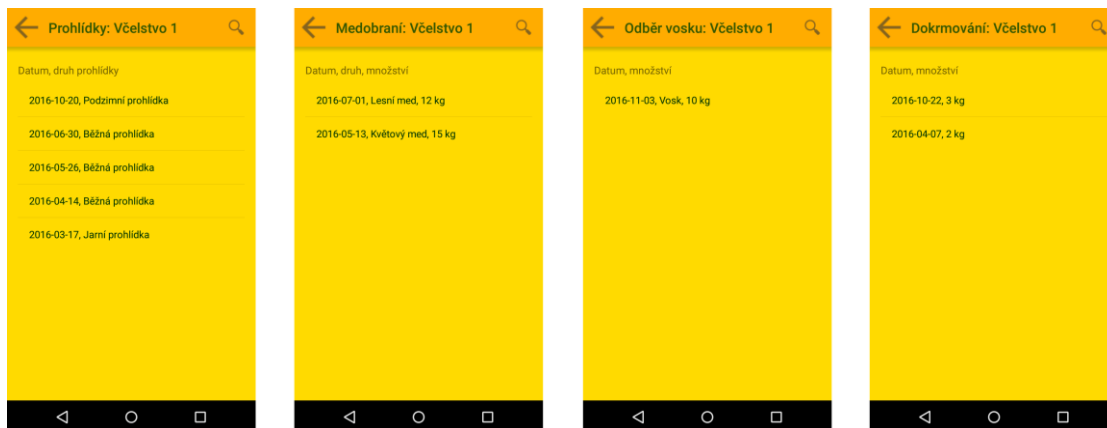 Prohlídky: Včelstvo 1
Datum, druh prohlídky
2016-10-20, Podzimní prohlídka
2016-06-30, Běžná prohlídka
2016-05-26, Běžná prohlídka
2016-04-14, Běžná prohlídka
2016-03-17, Jarní prohlídka
Medobraní: Včelstvo 1
Datum, druh, množství
2016-07-01, Lesní med, 12 kg
2016-05-13, Květový med, 15 kg
Odběr vosku: Včelstvo 1
Datum, množství
2016-11-03, Vosk, 10 kg
Dokrmování: Včelstvo 1
Datum, množství
2016-10-22, 3 kg
2016-04-07, 2 kg